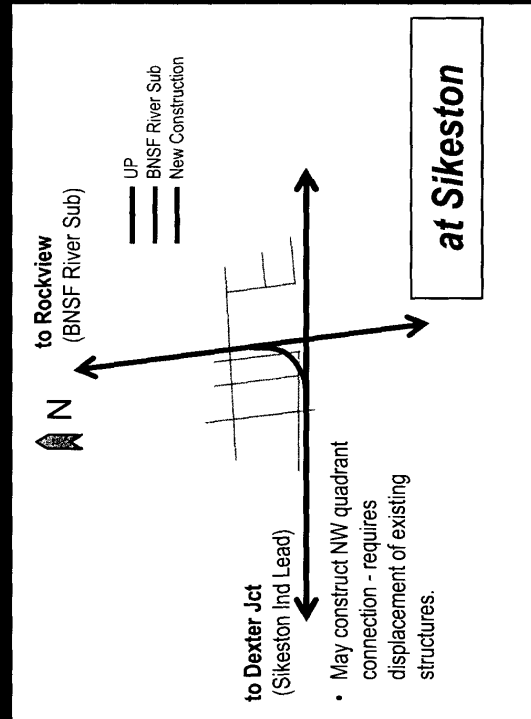 N
to Rockview
(BNSF River Sub)
UP
BNSF River Sub
New Construction
to Dexter Jct
(Sikeston Ind Lead)
• May construct NW quadrant
connection - requires
displacement of existing
structures.
at Sikeston